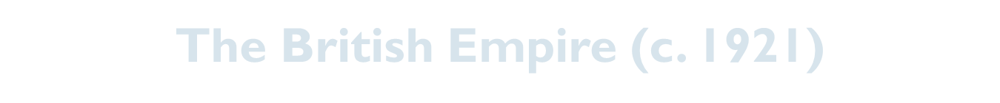 The British Empire (c. 1921)